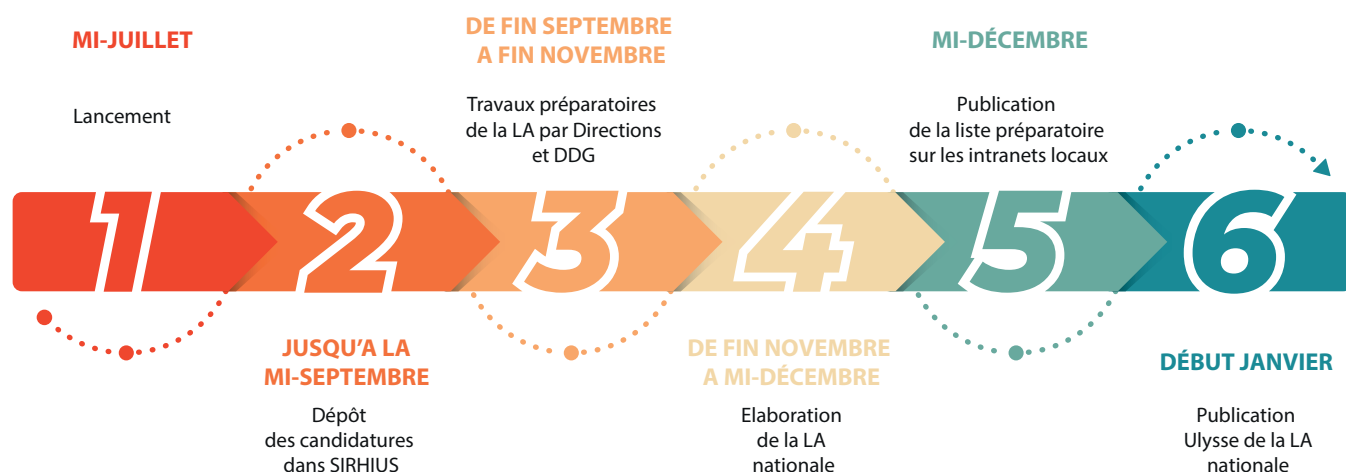 MI-JUILLET
Lancement
1
2
JUSQU'A LA
MI-SEPTEMBRE
Dépôt
des candidatures
dans SIRHIUS
DE FIN SEPTEMBRE
A FIN NOVEMBRE
Travaux préparatoires
de la LA par Directions
et DDG
3
4
DE FIN NOVEMBRE
A MI-DÉCEMBRE
Elaboration
de la LA
nationale
MI-DÉCEMBRE
Publication
de la liste préparatoire
sur les intranets locaux
5
6
DÉBUT JANVIER
Publication
Ulysse de la LA
nationale